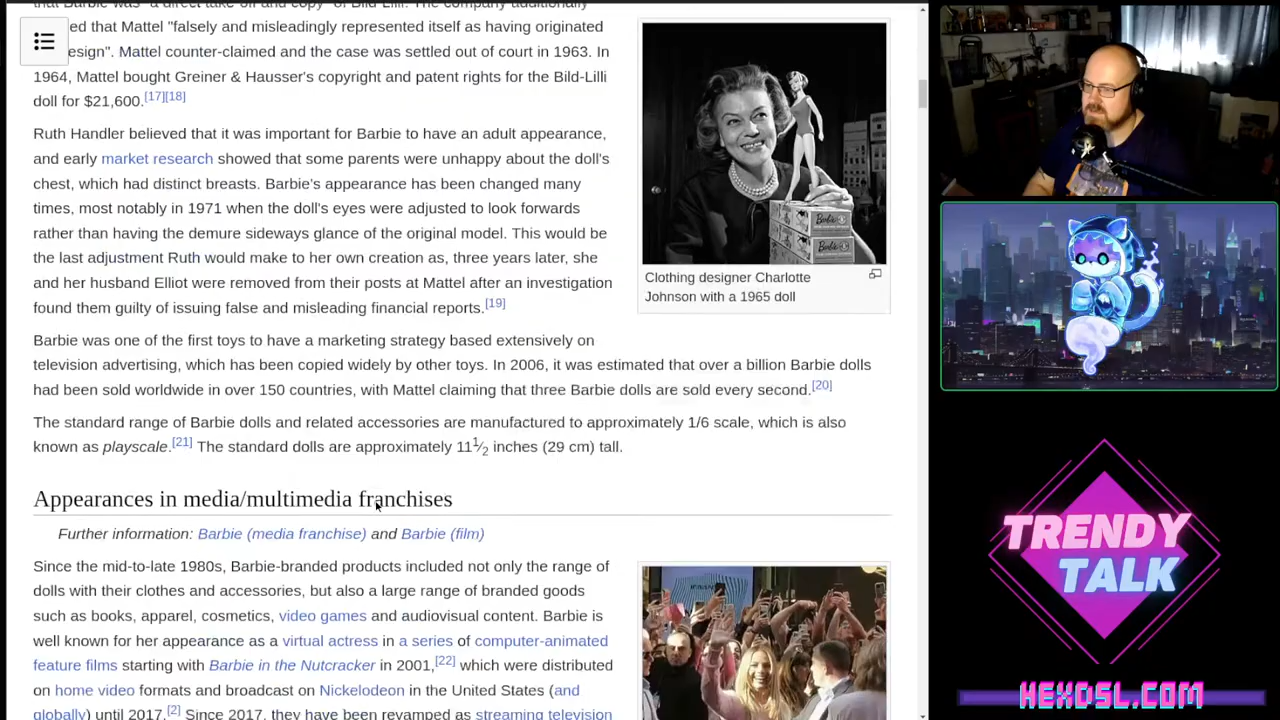 that Barbie was "a direct take-off and copy" of Bild-Lilli. The company additionally
ed that Mattel "falsely and misleadingly represented itself as having originated
esign". Mattel counter-claimed and the case was settled out of court in 1963. In
1964, Mattel bought Greiner & Hausser's copyright and patent rights for the Bild-Lilli
doll for $21,600.[17][18]
Ruth Handler believed that it was important for Barbie to have an adult appearance,
and early market research showed that some parents were unhappy about the doll's
chest, which had distinct breasts. Barbie's appearance has been changed many
times, most notably in 1971 when the doll's eyes were adjusted to look forwards
rather than having the demure sideways glance of the original model. This would be
the last adjustment Ruth would make to her own creation as, three years later, she
and her husband Elliot were removed from their posts at Mattel after an investigation
found them guilty of issuing false and misleading financial reports.[19]
Barbie
Barbie
Clothing designer Charlotte
Johnson with a 1965 doll
Barbie was one of the first toys to have a marketing strategy based extensively on
television advertising, which has been copied widely by other toys. In 2006, it was estimated that over a billion Barbie dolls
had been sold worldwide in over 150 countries, with Mattel claiming that three Barbie dolls are sold every second.[20]
The standard range of Barbie dolls and related accessories are manufactured to approximately 1/6 scale, which is also
known as playscale.[21] The standard dolls are approximately 11 1⁄2 inches (29 cm) tall.
Appearances in media/multimedia franchises
Further information: Barbie (media franchise) and Barbie (film)
Since the mid-to-late 1980s, Barbie-branded products included not only the range of
dolls with their clothes and accessories, but also a large range of branded goods
such as books, apparel, cosmetics, video games and audiovisual content. Barbie is
well known for her appearance as a virtual actress in a series of computer-animated
feature films starting with Barbie in the Nutcracker in 2001,[22] which were distributed
on home video formats and broadcast on Nickelodeon in the United States (and
globally) until 2017.[2] Since 2017, they have been revamped as streaming television
TRENDY
TALK
HEXDSL.COM